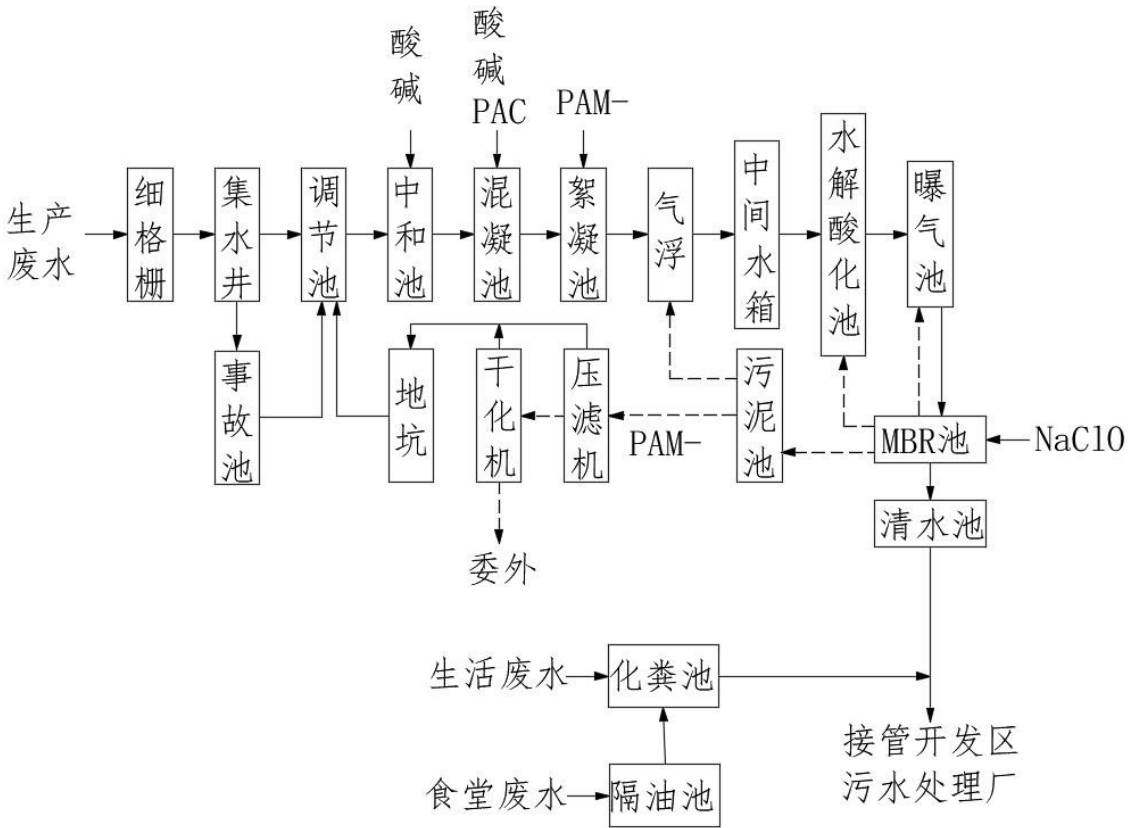 酸碱
酸碱
PAC
PAM-
生产
废水
细格栅
集水井
调节池
中和池
混凝池
絮凝池
气浮
中间水箱
水解酸化池
曝气池
事故池
地坑
干化机
压滤机
PAM-
污泥池
MBR池
NaClO
清水池
委外
生活废水
化粪池
接管开发区
污水处理厂
食堂废水
隔油池